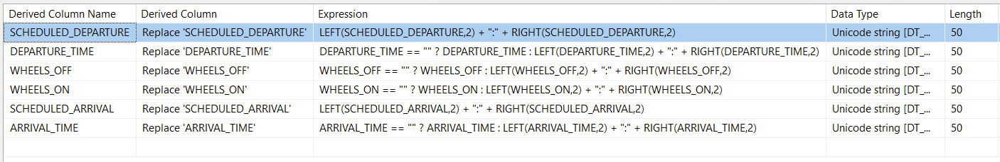 Derived Column Name Derived Column Expression Data Type Length
SCHEDULED_DEPARTURE Replace 'SCHEDULED_DEPARTURE' LEFT(SCHEDULED_DEPARTURE,2) + ":" + RIGHT(SCHEDULED_DEPARTURE,2) Unicode string [DT_... 50
DEPARTURE_TIME Replace 'DEPARTURE_TIME' DEPARTURE_TIME == "" ? DEPARTURE_TIME : LEFT(DEPARTURE_TIME,2) + ":" + RIGHT(DEPARTURE_TIME,2) Unicode string [DT_... 50
WHEELS_OFF Replace 'WHEELS_OFF' WHEELS_OFF == "" ? WHEELS_OFF : LEFT(WHEELS_OFF,2) + ":" + RIGHT(WHEELS_OFF,2) Unicode string [DT_... 50
WHEELS_ON Replace 'WHEELS_ON' WHEELS_ON == "" ? WHEELS_ON : LEFT(WHEELS_ON,2) + ":" + RIGHT(WHEELS_ON,2) Unicode string [DT_... 50
SCHEDULED_ARRIVAL Replace 'SCHEDULED_ARRIVAL' LEFT(SCHEDULED_ARRIVAL,2) + ":" + RIGHT(SCHEDULED_ARRIVAL,2) Unicode string [DT_... 50
ARRIVAL_TIME Replace 'ARRIVAL_TIME' ARRIVAL_TIME == "" ? ARRIVAL_TIME : LEFT(ARRIVAL_TIME,2) + ":" + RIGHT(ARRIVAL_TIME,2) Unicode string [DT_... 50